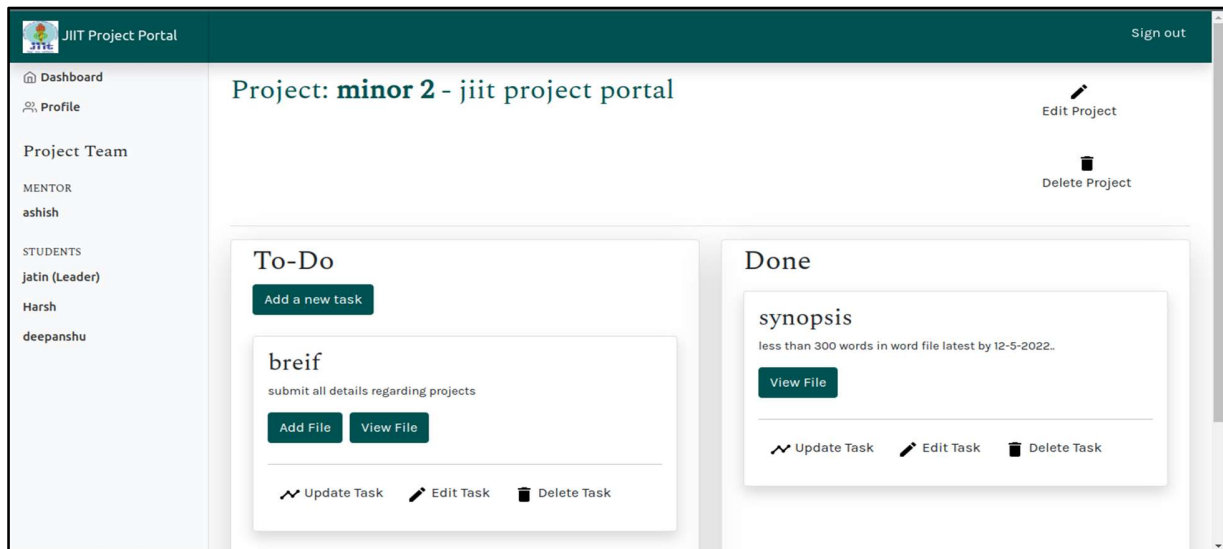 JIIT
JIIT Project Portal
Sign out
Dashboard
Profile
Project Team
MENTOR
ashish
STUDENTS
jatin (Leader)
Harsh
deepanshu
Project: minor 2 - jiit project portal
Edit Project
Delete Project
To-Do
Add a new task
breif
submit all details regarding projects
Add File View File
Update Task Edit Task Delete Task
Done
synopsis
less than 300 words in word file latest by 12-5-2022..
View File
Update Task Edit Task Delete Task